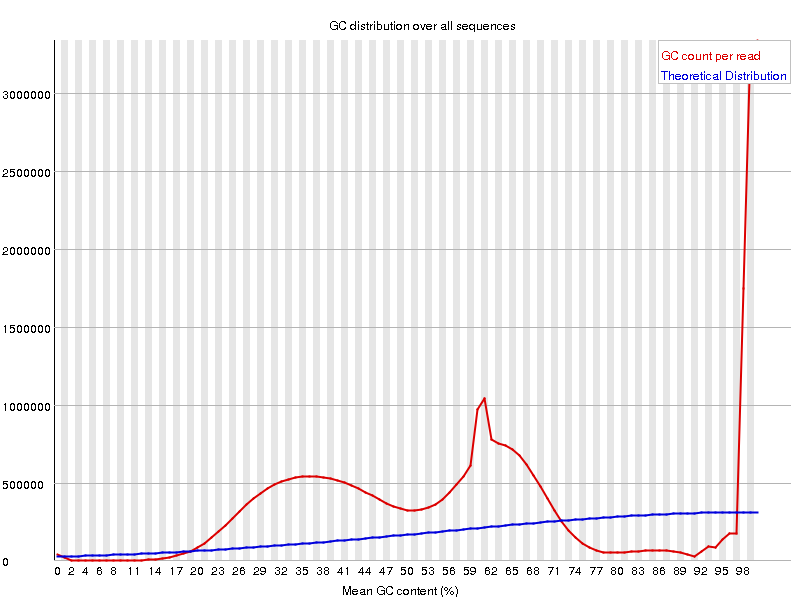 GC distribution over all sequences
GC count per read
Theoretical Distribution
3000000
2500000
2000000
1500000
1000000
500000
0
0 2 4 6 8 11 14 17 20 23 26 29 32 35 38 41 44 47 50 53 56 59 62 65 68 71 74 77 80 83 86 89 92 95 98
Mean GC content (%)